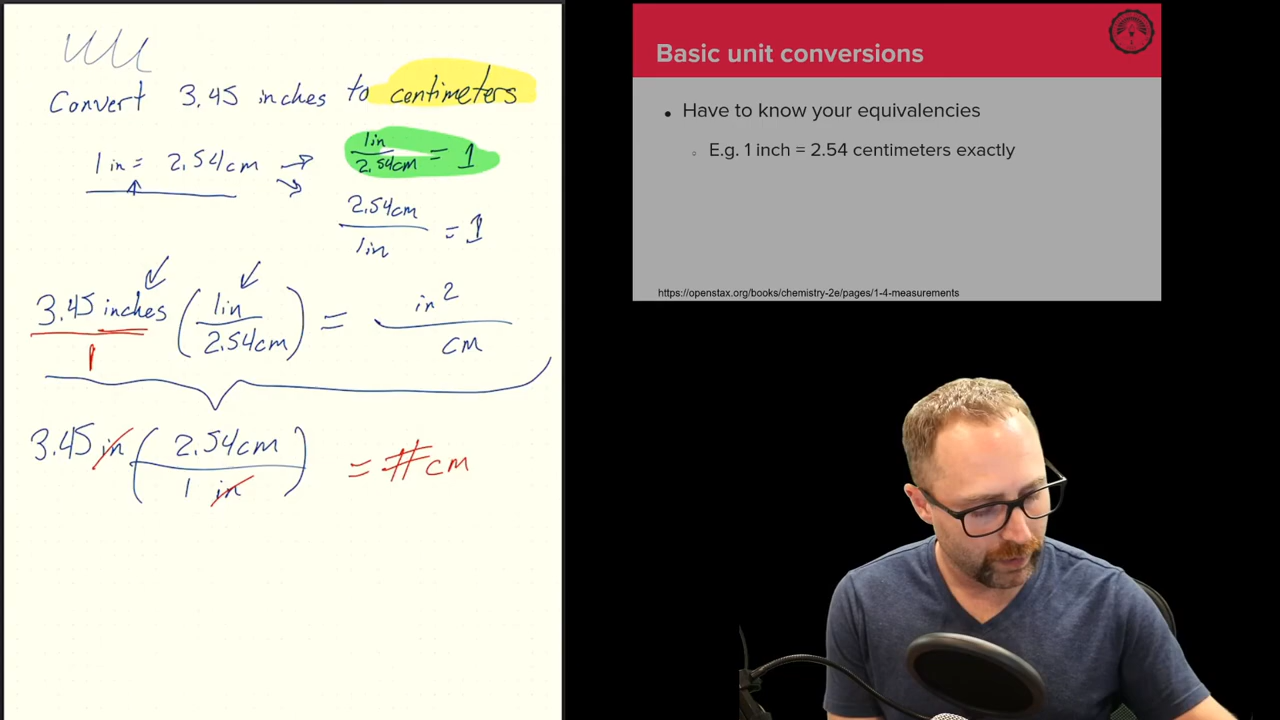 Convert 3.45 inches to centimeters
1 in = 2.54 cm → 1in/2.54cm = 1
2.54cm/1in = 1
3.45 inches/1 (1in/2.54cm) = in²/cm
3.45 in (2.54cm/1 in) = #cm
Basic unit conversions
• Have to know your equivalencies
◦ E.g. 1 inch = 2.54 centimeters exactly
https://openstax.org/books/chemistry-2e/pages/1-4-measurements